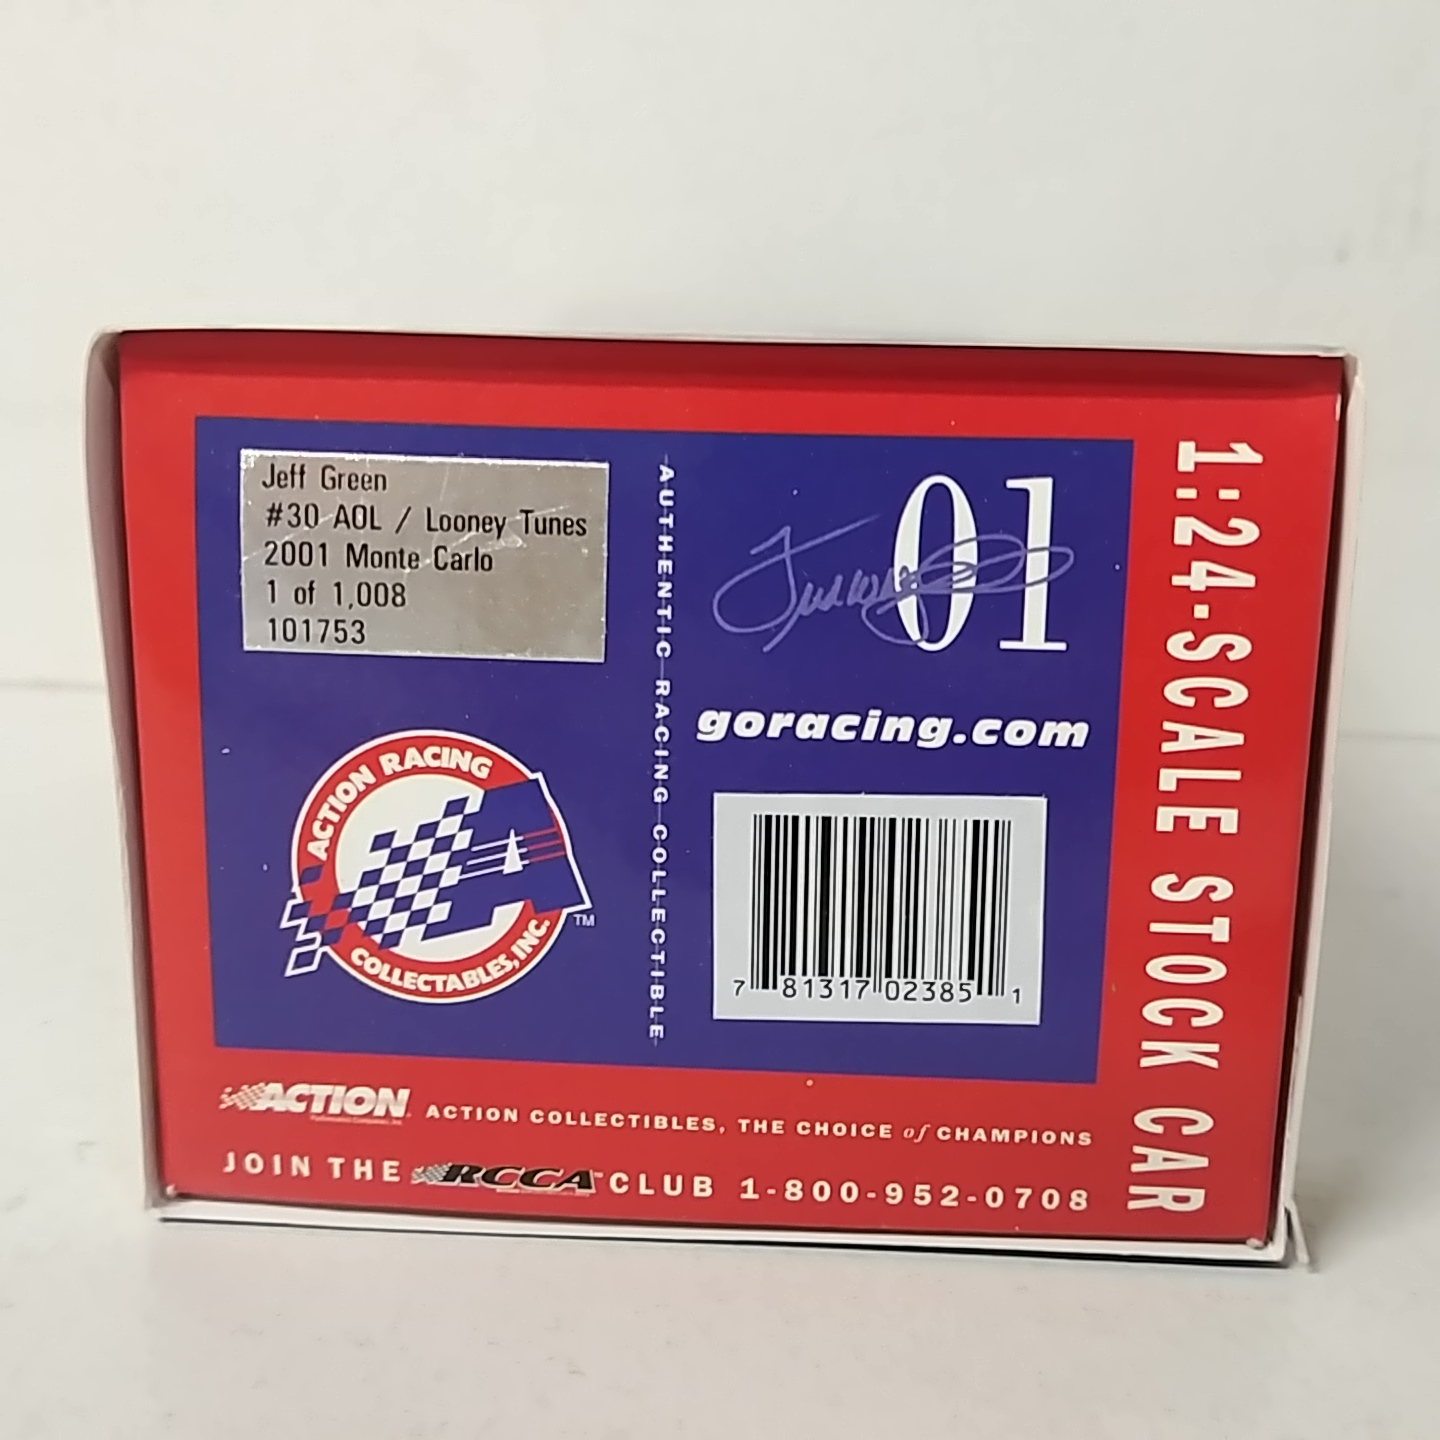 Jeff Green
#30 AOL / Looney Tunes
2001 Monte Carlo
1 of 1,008
101753
AUTHENTIC RACING COLLECTIBLE
01
goracing.com
ACTION RACING
COLLECTABLES, INC.
TM
7 81317 02385 1
1:24-SCALE STOCK CAR
ACTION
ACTION COLLECTIBLES, THE CHOICE of CHAMPIONS
JOIN THE RCCA CLUB 1-800-952-0708